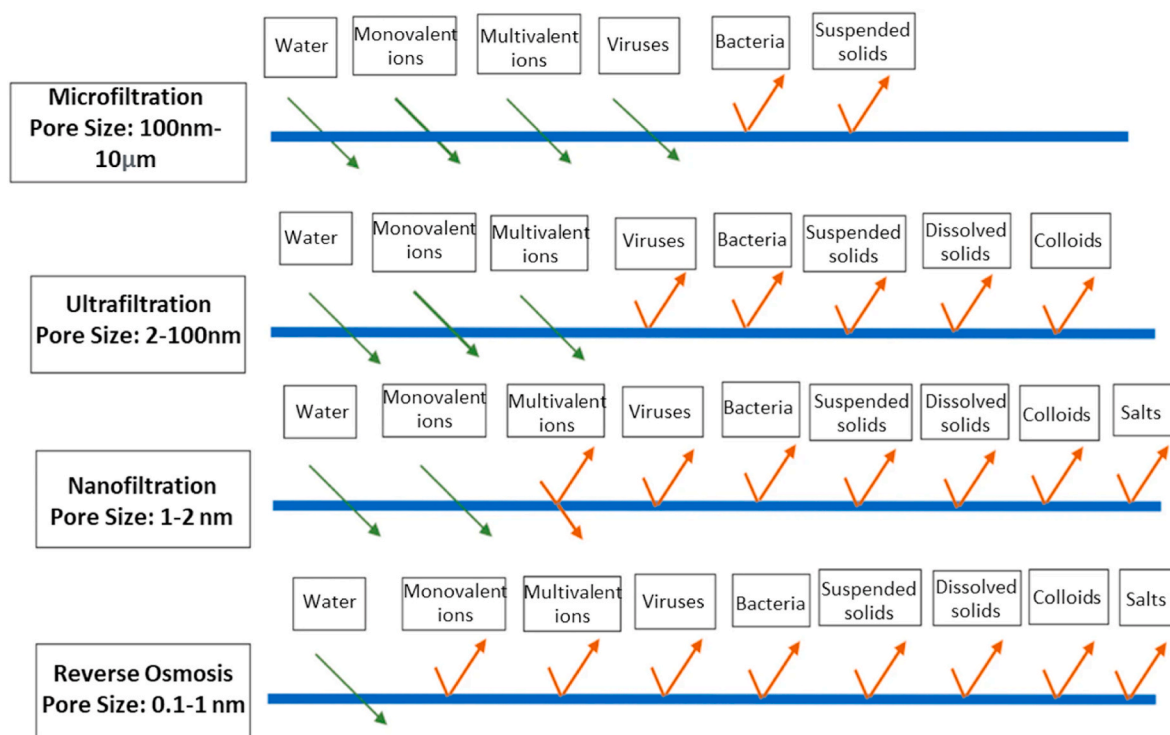 Water
Monovalent
ions
Multivalent
ions
Viruses
Bacteria
Suspended
solids
Microfiltration
Pore Size: 100nm-
10μm
Water
Monovalent
ions
Multivalent
ions
Viruses
Bacteria
Suspended
solids
Dissolved
solids
Colloids
Ultrafiltration
Pore Size: 2-100nm
Water
Monovalent
ions
Multivalent
ions
Viruses
Bacteria
Suspended
solids
Dissolved
solids
Colloids
Salts
Nanofiltration
Pore Size: 1-2 nm
Water
Monovalent
ions
Multivalent
ions
Viruses
Bacteria
Suspended
solids
Dissolved
solids
Colloids
Salts
Reverse Osmosis
Pore Size: 0.1-1 nm